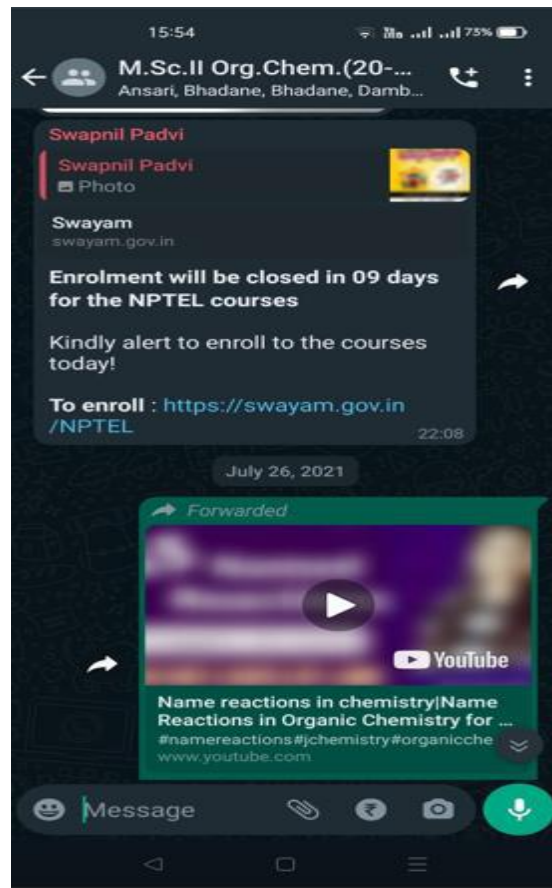 15:54
73%
M.Sc.II Org.Chem.(20-...
Ansari, Bhadane, Bhadane, Damb...
Swapnil Padvi
Swapnil Padvi
Photo
Swayam
swayam.gov.in
Enrolment will be closed in 09 days
for the NPTEL courses
Kindly alert to enroll to the courses
today!
To enroll : https://swayam.gov.in
/NPTEL
22:08
July 26, 2021
Forwarded
YouTube
Name reactions in chemistry|Name
Reactions in Organic Chemistry for ...
#namereactions#jchemistry#organicche
www.youtube.com
Message